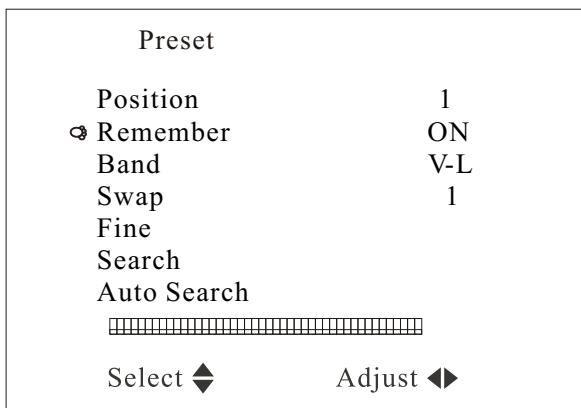 Preset
Position 1
Remember ON
Band V-L
Swap 1
Fine
Search
Auto Search
Select Adjust